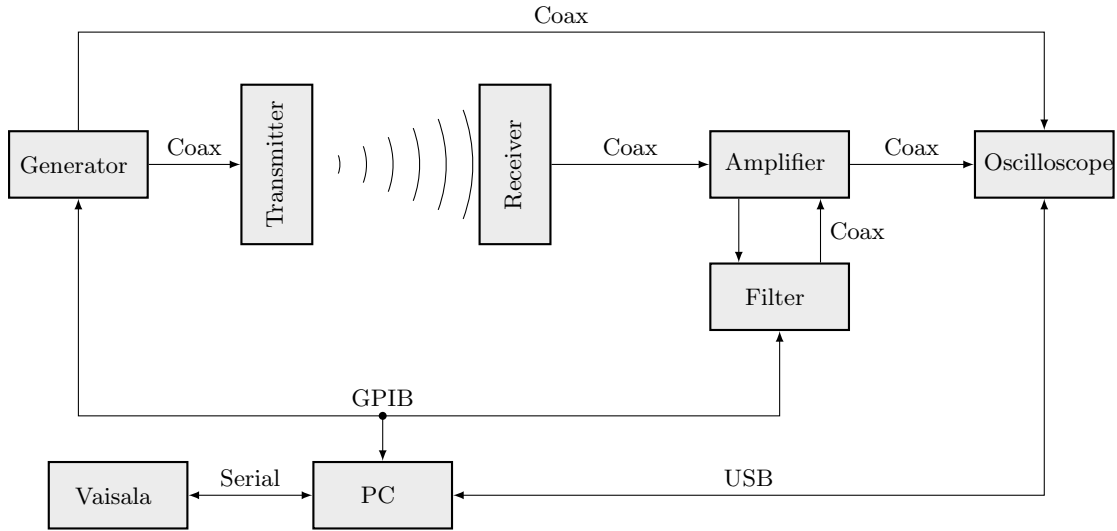 Coax
Generator
Coax
Transmitter
Receiver
Coax
Amplifier
Coax
Oscilloscope
Coax
Filter
GPIB
Vaisala
Serial
PC
USB